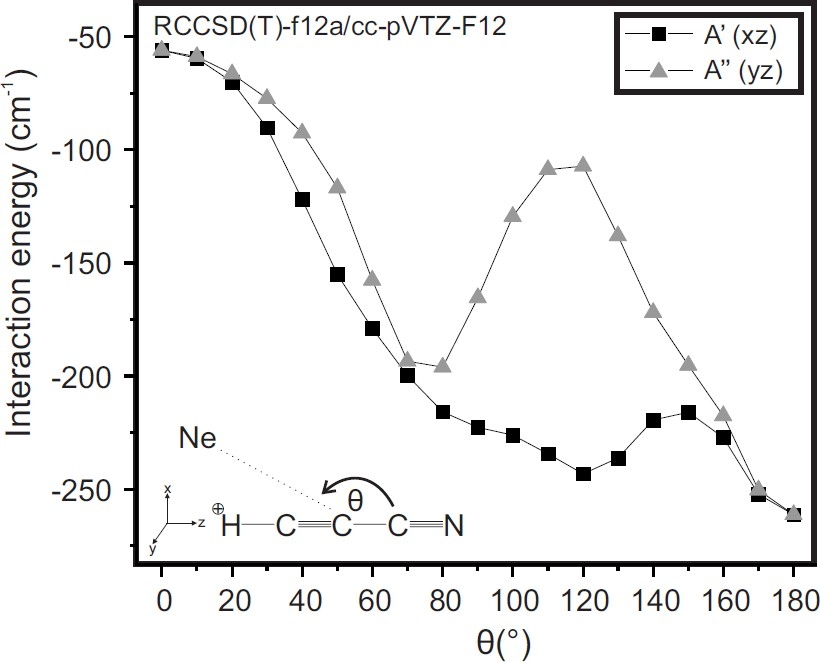 RCCSD(T)-f12a/cc-pVTZ-F12
A’ (xz)
A” (yz)
Interaction energy (cm-1)
-50
-100
-150
-200
-250
Ne
θ
x
z
y
⊕
H C C C N
0 20 40 60 80 100 120 140 160 180
θ(°)